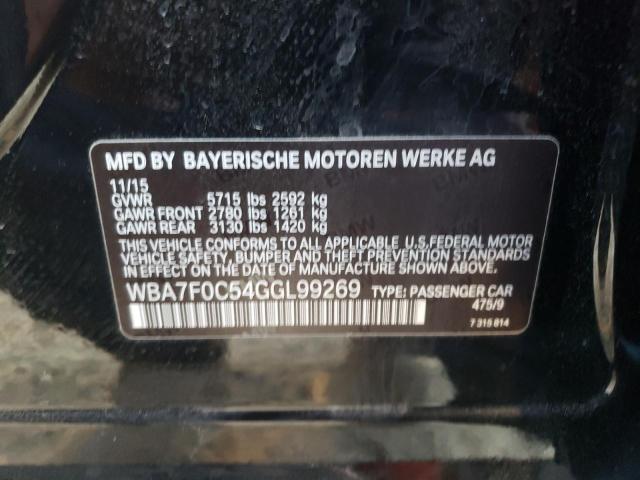 MFD BY BAYERISCHE MOTOREN WERKE AG
11/15
GVWR 5715 lbs 2592 kg
GAWR FRONT 2780 lbs 1261 kg
GAWR REAR 3130 lbs 1420 kg
THIS VEHICLE CONFORMS TO ALL APPLICABLE U.S.FEDERAL MOTOR
VEHICLE SAFETY, BUMPER AND THEFT PREVENTION STANDARDS
IN EFFECT ON THE DATE OF MANUFACTURE SHOWN ABOVE.
WBA7F0C54GGL99269 TYPE: PASSENGER CAR
475/9
7 315 814